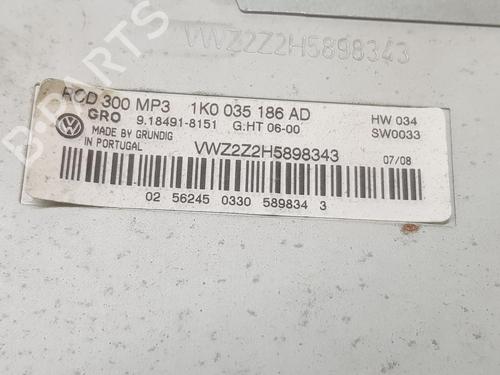 VWZ2Z2H5898343
B-PARTS
RCD 300 MP3 1K0 035 186 AD
GRO 9.18491-8151 G.HT 06-00 HW 034
MADE BY GRUNDIG SW0033
IN PORTUGAL VWZ2Z2H5898343 07/08
02 56245 0330 589834 3